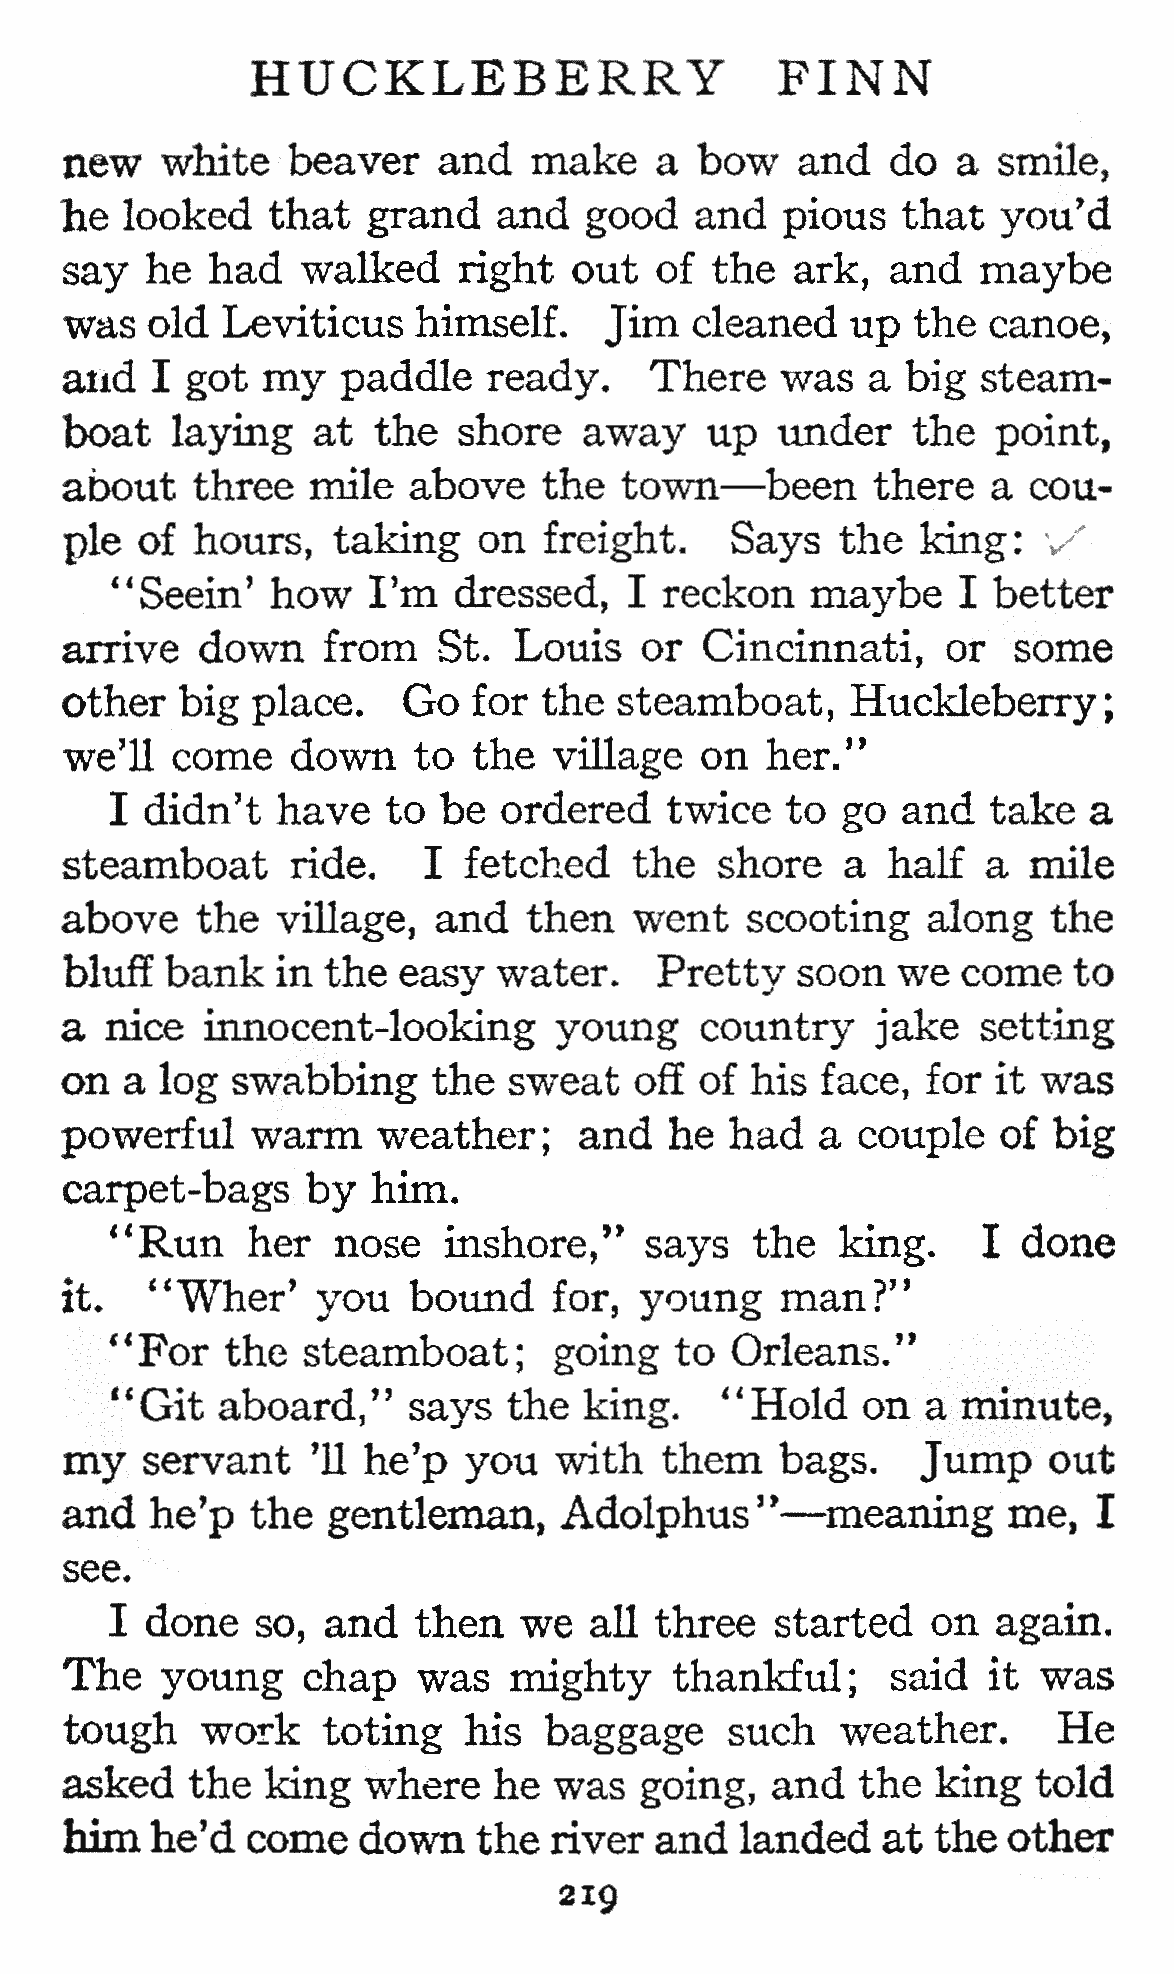 HUCKLEBERRY FINN
new white beaver and make a bow and do a smile,
he looked that grand and good and pious that you'd
say he had walked right out of the ark, and maybe
was old Leviticus himself. Jim cleaned up the canoe,
and I got my paddle ready. There was a big steam-
boat laying at the shore away up under the point,
about three mile above the town—been there a cou-
ple of hours, taking on freight. Says the king:
"Seein' how I'm dressed, I reckon maybe I better
arrive down from St. Louis or Cincinnati, or some
other big place. Go for the steamboat, Huckleberry;
we'll come down to the village on her."
I didn't have to be ordered twice to go and take a
steamboat ride. I fetched the shore a half a mile
above the village, and then went scooting along the
bluff bank in the easy water. Pretty soon we come to
a nice innocent-looking young country jake setting
on a log swabbing the sweat off of his face, for it was
powerful warm weather; and he had a couple of big
carpet-bags by him.
"Run her nose inshore," says the king. I done
it. "Wher' you bound for, young man?"
"For the steamboat; going to Orleans."
"Git aboard," says the king. "Hold on a minute,
my servant 'll he'p you with them bags. Jump out
and he'p the gentleman, Adolphus"—meaning me, I
see.
I done so, and then we all three started on again.
The young chap was mighty thankful; said it was
tough work toting his baggage such weather. He
asked the king where he was going, and the king told
him he'd come down the river and landed at the other
219